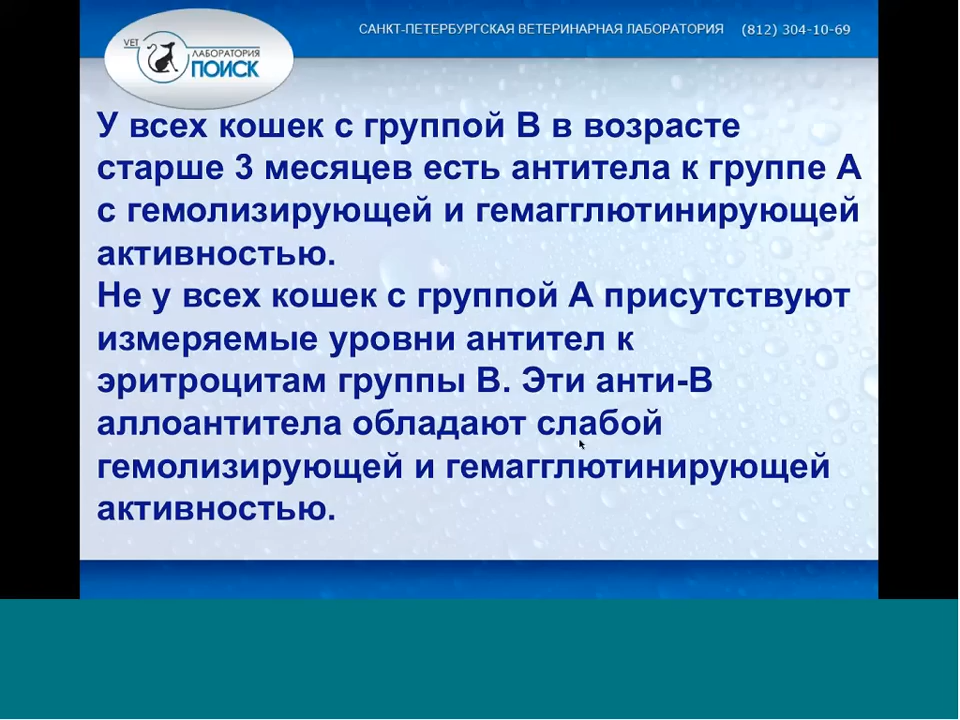 САНКТ-ПЕТЕРБУРГСКАЯ ВЕТЕРИНАРНАЯ ЛАБОРАТОРИЯ (812) 304-10-69
VET ЛАБОРАТОРИЯ
ПОИСК
У всех кошек с группой В в возрасте
старше 3 месяцев есть антитела к группе А
с гемолизирующей и гемагглютинирующей
активностью.
Не у всех кошек с группой А присутствуют
измеряемые уровни антител к
эритроцитам группы В. Эти анти-В
аллоантитела обладают слабой
гемолизирующей и гемагглютинирующей
активностью.